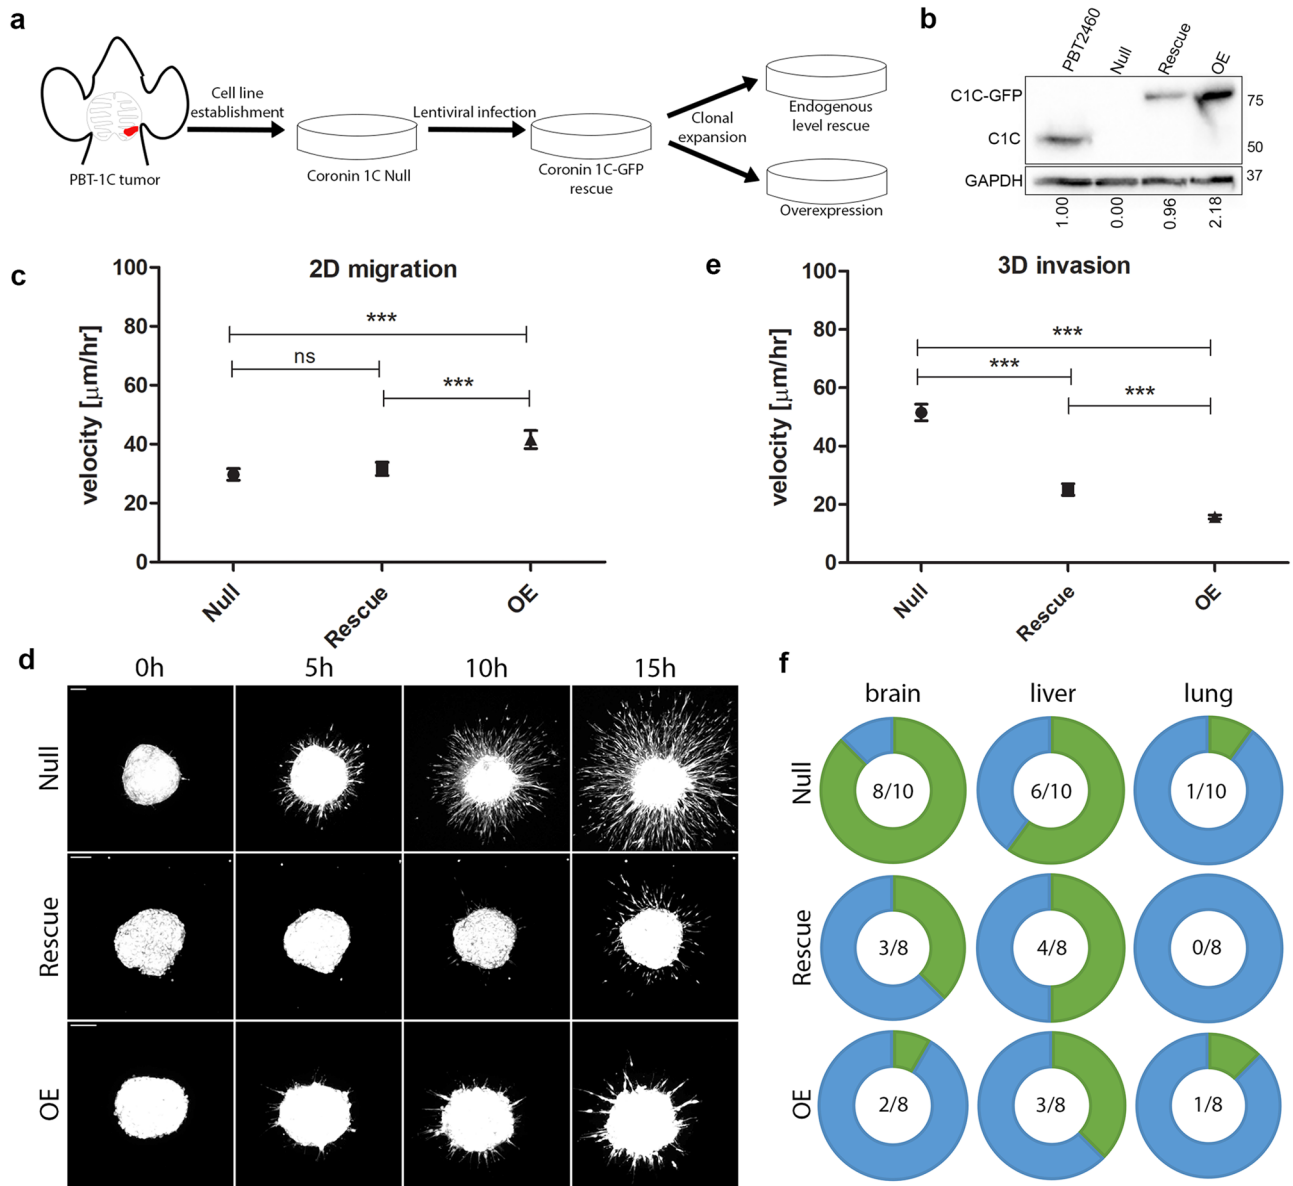 a
Cell line
establishment
PBT-1C tumor
Coronin 1C Null
Lentiviral infection
Coronin 1C-GFP
rescue
Clonal
expansion
Endogenous
level rescue
Overexpression
b
PBT2460
Null
Rescue
OE
C1C-GFP
C1C
GAPDH
75
50
37
1.00
0.00
0.96
2.18
c
2D migration
velocity [μm/hr]
100
80
60
40
20
0
***
ns
***
Null
Rescue
OE
e
3D invasion
velocity [μm/hr]
100
80
60
40
20
0
***
***
***
Null
Rescue
OE
d
0h
5h
10h
15h
Null
Rescue
OE
f
brain
liver
lung
Null
8/10
6/10
1/10
Rescue
3/8
4/8
0/8
OE
2/8
3/8
1/8